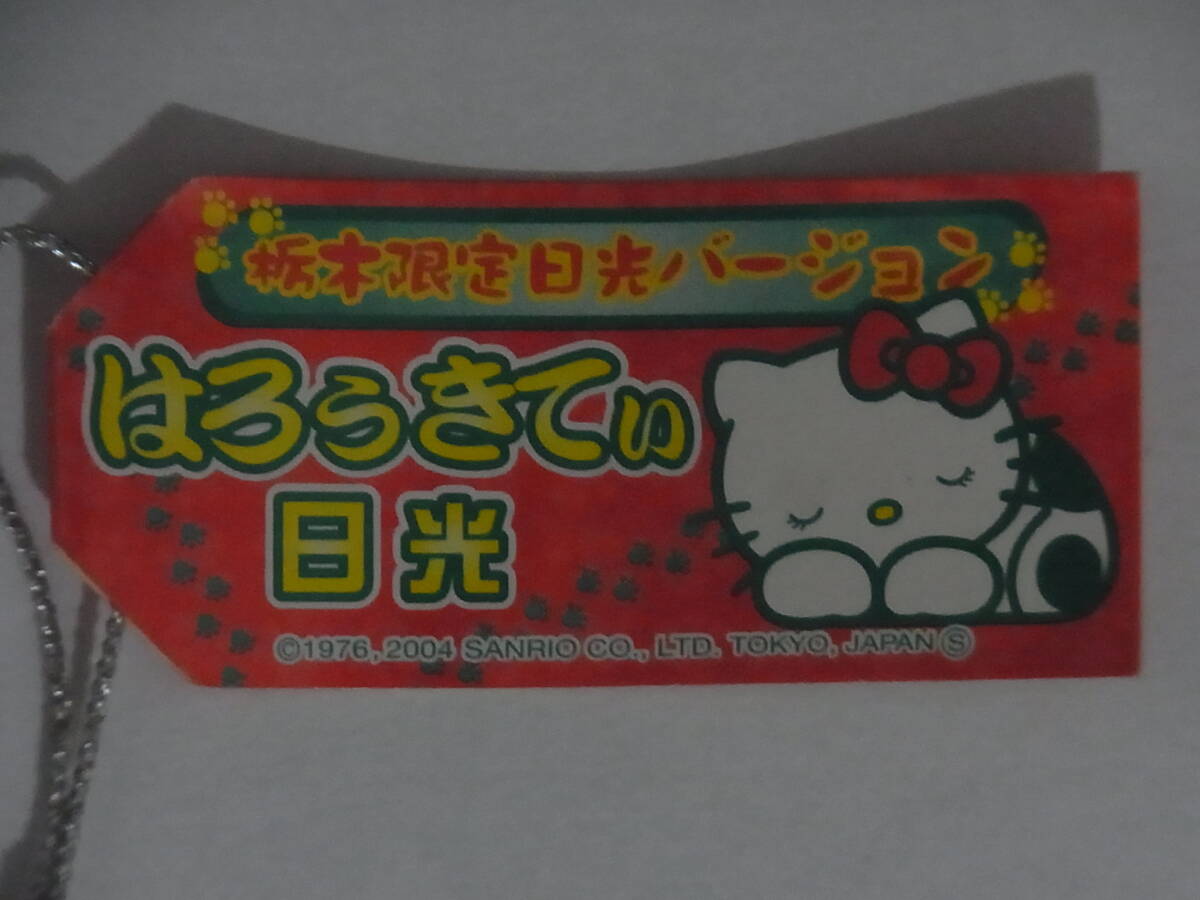 栃木限定日光バージョン
はろぅきてぃ
日光
©1976, 2004 SANRIO CO., LTD. TOKYO, JAPAN Ⓢ